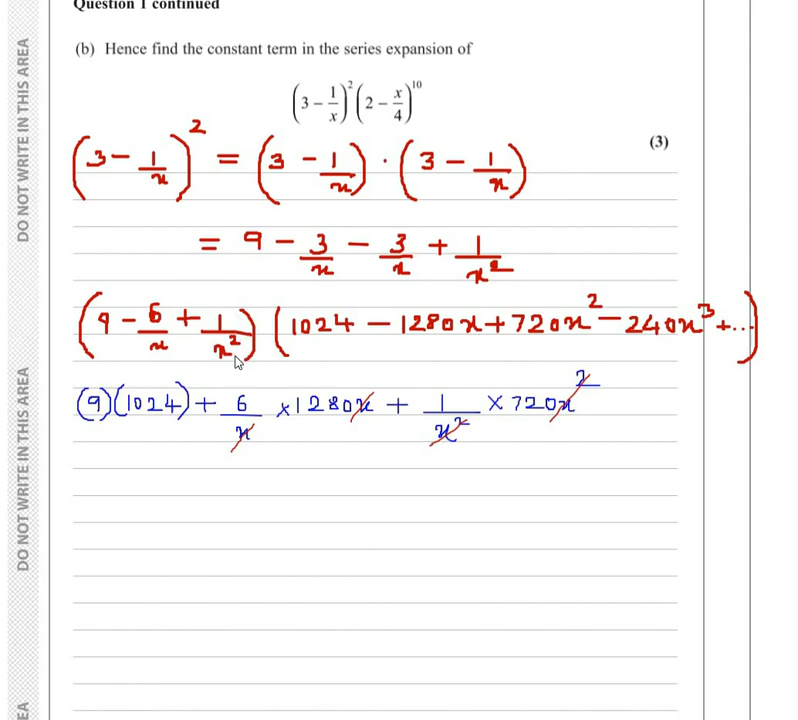 Question 1 continued
(b) Hence find the constant term in the series expansion of
(3 − 1/x)² (2 − x/4)¹⁰
(3)
(3 − 1/x)² = (3 − 1/x) · (3 − 1/x)
= 9 − 3/x − 3/x + 1/x²
(9 − 6/x + 1/x²) (1024 − 1280x + 720x² − 240x³ + ...)
(9)(1024) + 6/x × 1280x + 1/x² × 720x²
DO NOT WRITE IN THIS AREA
DO NOT WRITE IN THIS AREA
EA